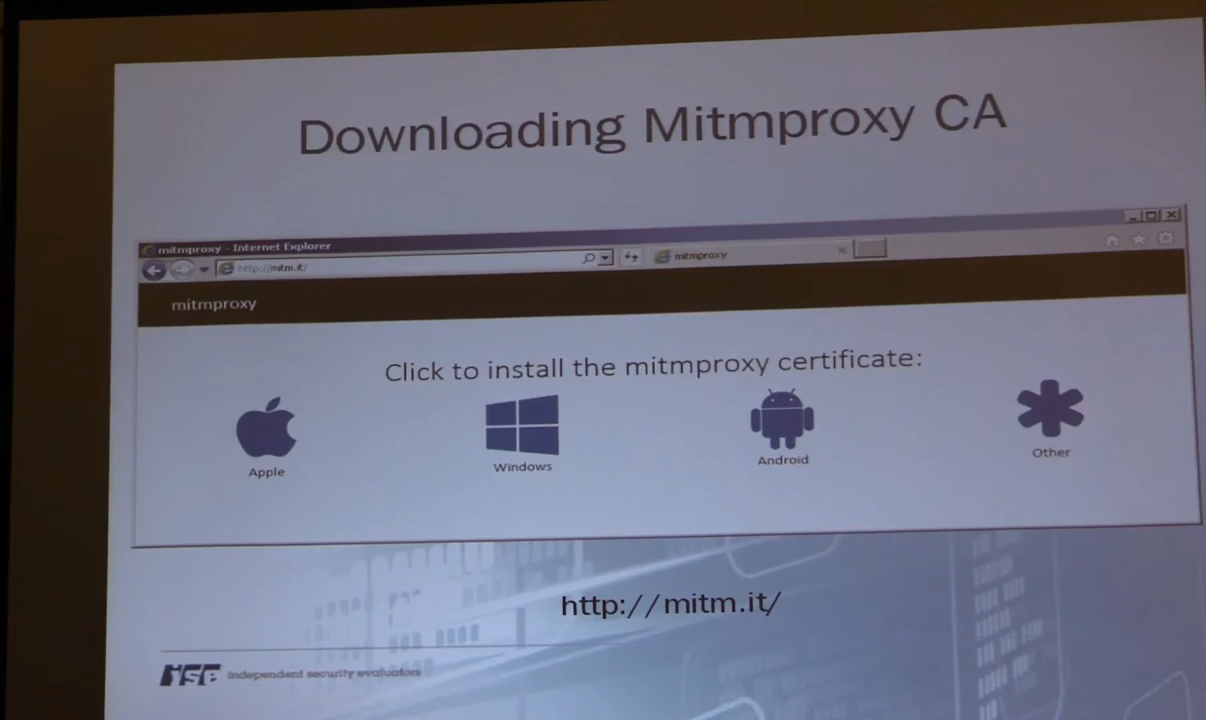 Downloading Mitmproxy CA
mitmproxy - Internet Explorer
http://mitm.it/
mitmproxy
mitmproxy
Click to install the mitmproxy certificate:
Apple
Windows
Android
Other
http://mitm.it/
ise independent security evaluators